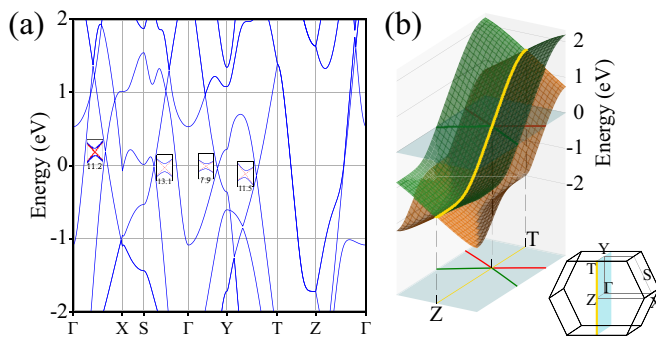 (a)
Energy (eV)
2
1
0
-1
-2
11.2
13.1
7.9
11.5
Γ X S Γ Y T Z Γ
(b)
Energy (eV)
2
1
0
-1
-2
T
Z
Y
T
S
Γ
Z
X